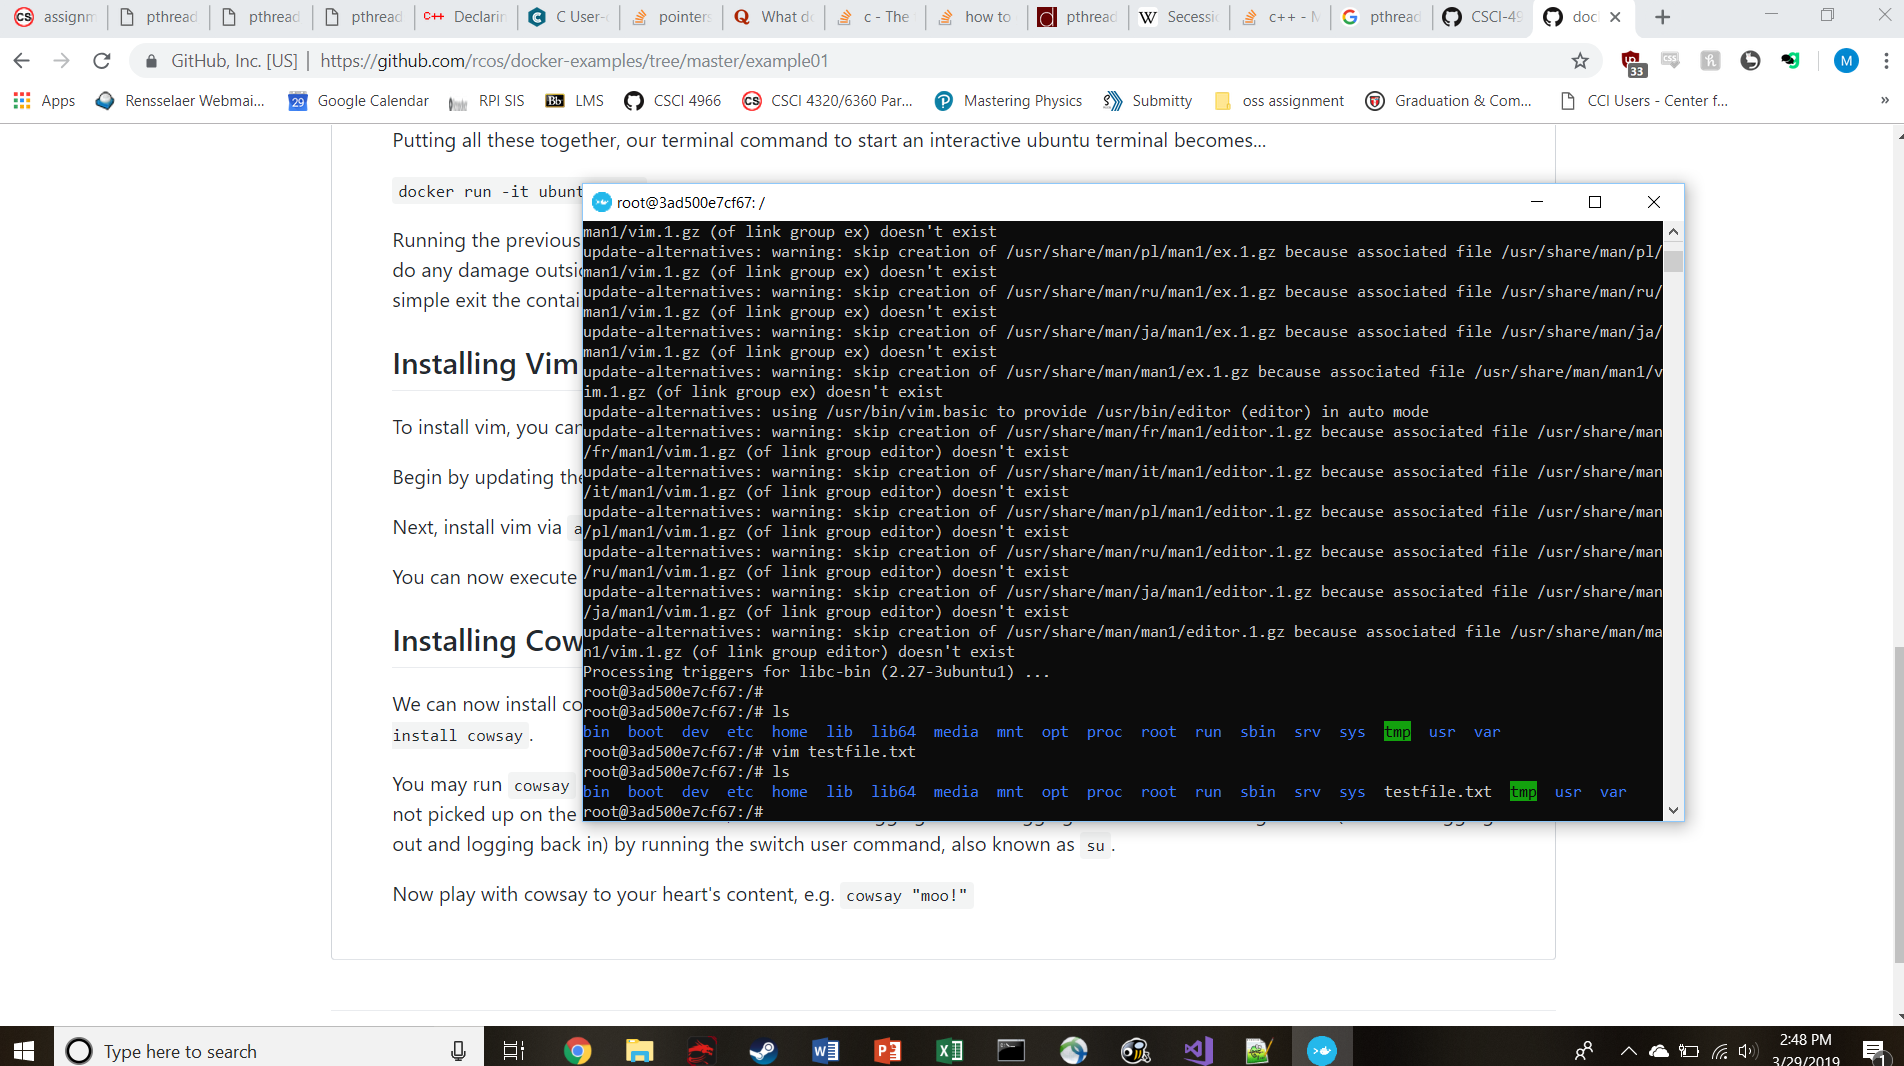 assignm
pthread
pthread
pthread
Declarin
C User-
pointers
What do
c - The
how to
pthread
Secessi
c++ - M
pthread
CSCI-49
doc
GitHub, Inc. [US] | https://github.com/rcos/docker-examples/tree/master/example01
33
M
Apps
Rensselaer Webmai...
Google Calendar
RPI SIS
LMS
CSCI 4966
CSCI 4320/6360 Par...
Mastering Physics
Submitty
oss assignment
Graduation & Com...
CCI Users - Center f...
»
Putting all these together, our terminal command to start an interactive ubuntu terminal becomes...
docker run -it ubunt
Running the previous
do any damage outsid
simple exit the contai
Installing Vim
To install vim, you can
Begin by updating the
Next, install vim via a
You can now execute
Installing Cow
We can now install co
install cowsay.
You may run cowsay
not picked up on the
out and logging back in) by running the switch user command, also known as su.
Now play with cowsay to your heart's content, e.g. cowsay "moo!"
root@3ad500e7cf67: /
man1/vim.1.gz (of link group ex) doesn't exist
update-alternatives: warning: skip creation of /usr/share/man/pl/man1/ex.1.gz because associated file /usr/share/man/pl/
man1/vim.1.gz (of link group ex) doesn't exist
update-alternatives: warning: skip creation of /usr/share/man/ru/man1/ex.1.gz because associated file /usr/share/man/ru/
man1/vim.1.gz (of link group ex) doesn't exist
update-alternatives: warning: skip creation of /usr/share/man/ja/man1/ex.1.gz because associated file /usr/share/man/ja/
man1/vim.1.gz (of link group ex) doesn't exist
update-alternatives: warning: skip creation of /usr/share/man/man1/ex.1.gz because associated file /usr/share/man/man1/v
im.1.gz (of link group ex) doesn't exist
update-alternatives: using /usr/bin/vim.basic to provide /usr/bin/editor (editor) in auto mode
update-alternatives: warning: skip creation of /usr/share/man/fr/man1/editor.1.gz because associated file /usr/share/man
/fr/man1/vim.1.gz (of link group editor) doesn't exist
update-alternatives: warning: skip creation of /usr/share/man/it/man1/editor.1.gz because associated file /usr/share/man
/it/man1/vim.1.gz (of link group editor) doesn't exist
update-alternatives: warning: skip creation of /usr/share/man/pl/man1/editor.1.gz because associated file /usr/share/man
/pl/man1/vim.1.gz (of link group editor) doesn't exist
update-alternatives: warning: skip creation of /usr/share/man/ru/man1/editor.1.gz because associated file /usr/share/man
/ru/man1/vim.1.gz (of link group editor) doesn't exist
update-alternatives: warning: skip creation of /usr/share/man/ja/man1/editor.1.gz because associated file /usr/share/man
/ja/man1/vim.1.gz (of link group editor) doesn't exist
update-alternatives: warning: skip creation of /usr/share/man/man1/editor.1.gz because associated file /usr/share/man/ma
n1/vim.1.gz (of link group editor) doesn't exist
Processing triggers for libc-bin (2.27-3ubuntu1) ...
root@3ad500e7cf67:/#
root@3ad500e7cf67:/# ls
bin boot dev etc home lib lib64 media mnt opt proc root run sbin srv sys tmp usr var
root@3ad500e7cf67:/# vim testfile.txt
root@3ad500e7cf67:/# ls
bin boot dev etc home lib lib64 media mnt opt proc root run sbin srv sys testfile.txt tmp usr var
root@3ad500e7cf67:/#
Type here to search
2:48 PM
3/29/2019
1